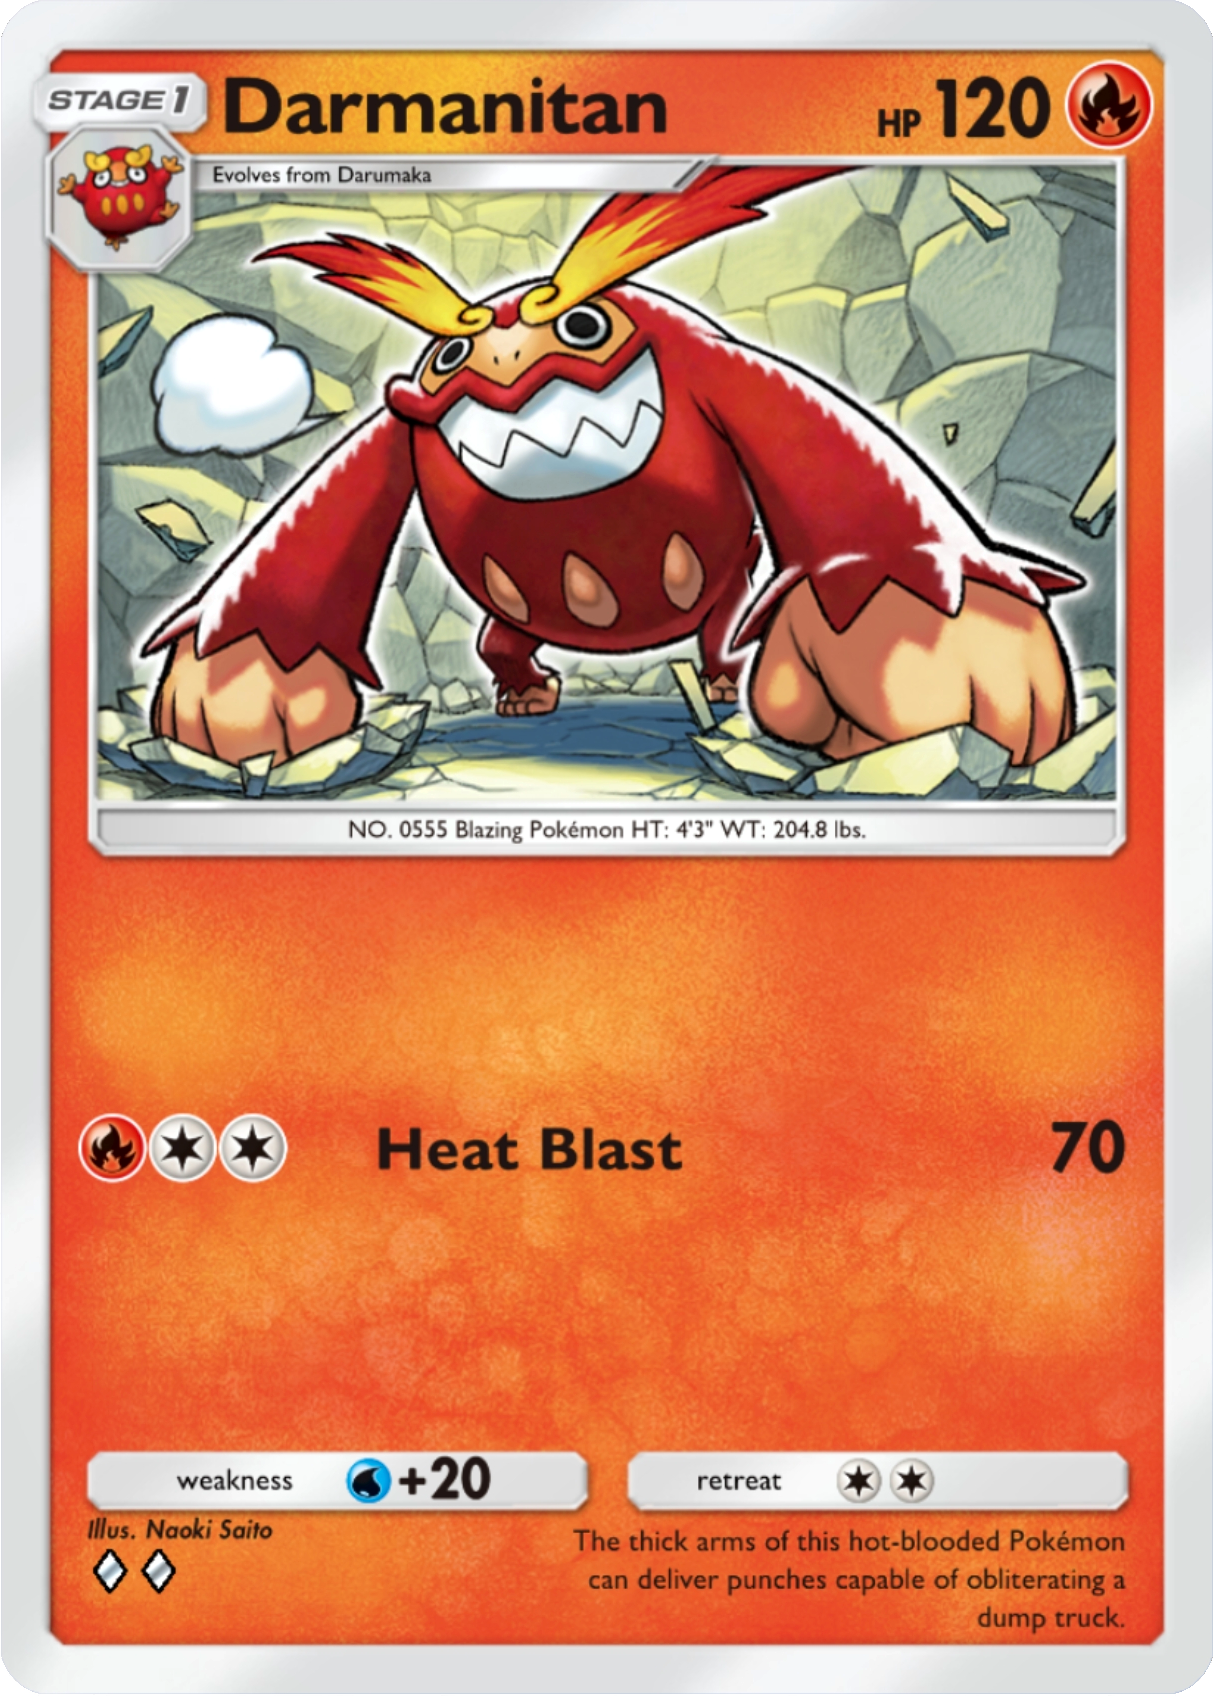 STAGE 1
Darmanitan
HP 120
Evolves from Darumaka
NO. 0555 Blazing Pokémon HT: 4'3" WT: 204.8 lbs.
Heat Blast 70
weakness +20
retreat
Illus. Naoki Saito
The thick arms of this hot-blooded Pokémon
can deliver punches capable of obliterating a
dump truck.